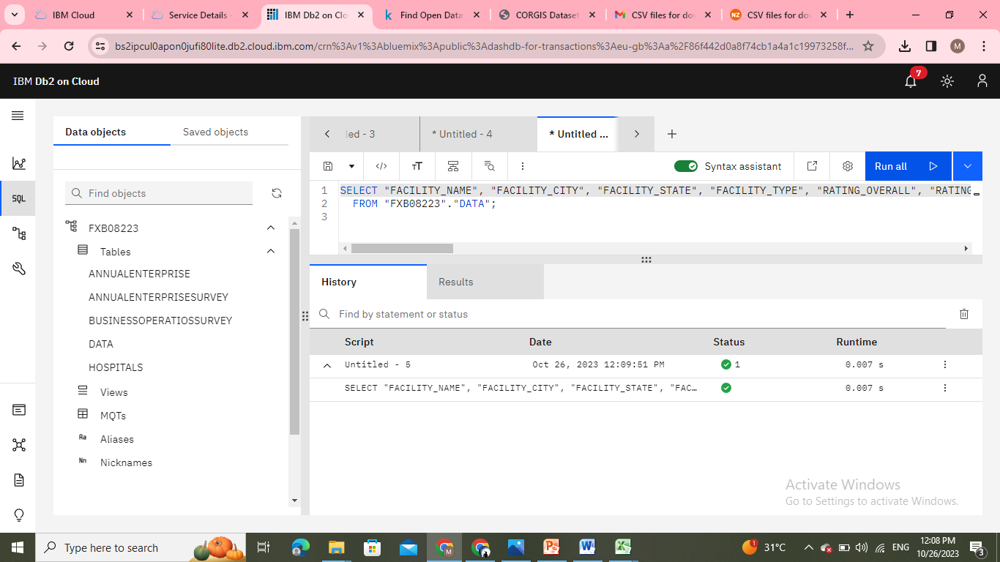 IBM Cloud
Service Details -
IBM Db2 on Clo
Find Open Data
CORGIS Dataset
CSV files for do
CSV files for do
bs2ipcul0apon0jufi80lite.db2.cloud.ibm.com/crn%3Av1%3Abluemix%3Apublic%3Adashdb-for-transactions%3Aeu-gb%3Aa%2F86f442d0a8f74cb1a4a1c19973258f...
M
IBM Db2 on Cloud
7
Data objects
Saved objects
led - 3
* Untitled - 4
* Untitled ...
Syntax assistant
Run all
SQL
Find objects
1 SELECT "FACILITY_NAME", "FACILITY_CITY", "FACILITY_STATE", "FACILITY_TYPE", "RATING_OVERALL", "RATING_
2 FROM "FXB08223"."DATA";
3
FXB08223
Tables
ANNUALENTERPRISE
ANNUALENTERPRISESURVEY
BUSINESSOPERATIOSSURVEY
DATA
HOSPITALS
Views
MQTs
Aa Aliases
Nn Nicknames
History
Results
Find by statement or status
Script Date Status Runtime
Untitled - 5 Oct 26, 2023 12:09:51 PM 1 0.007 s
SELECT "FACILITY_NAME", "FACILITY_CITY", "FACILITY_STATE", "FAC… 0.007 s
Activate Windows
Go to Settings to activate Windows.
Type here to search
31°C
ENG
12:08 PM
10/26/2023
3